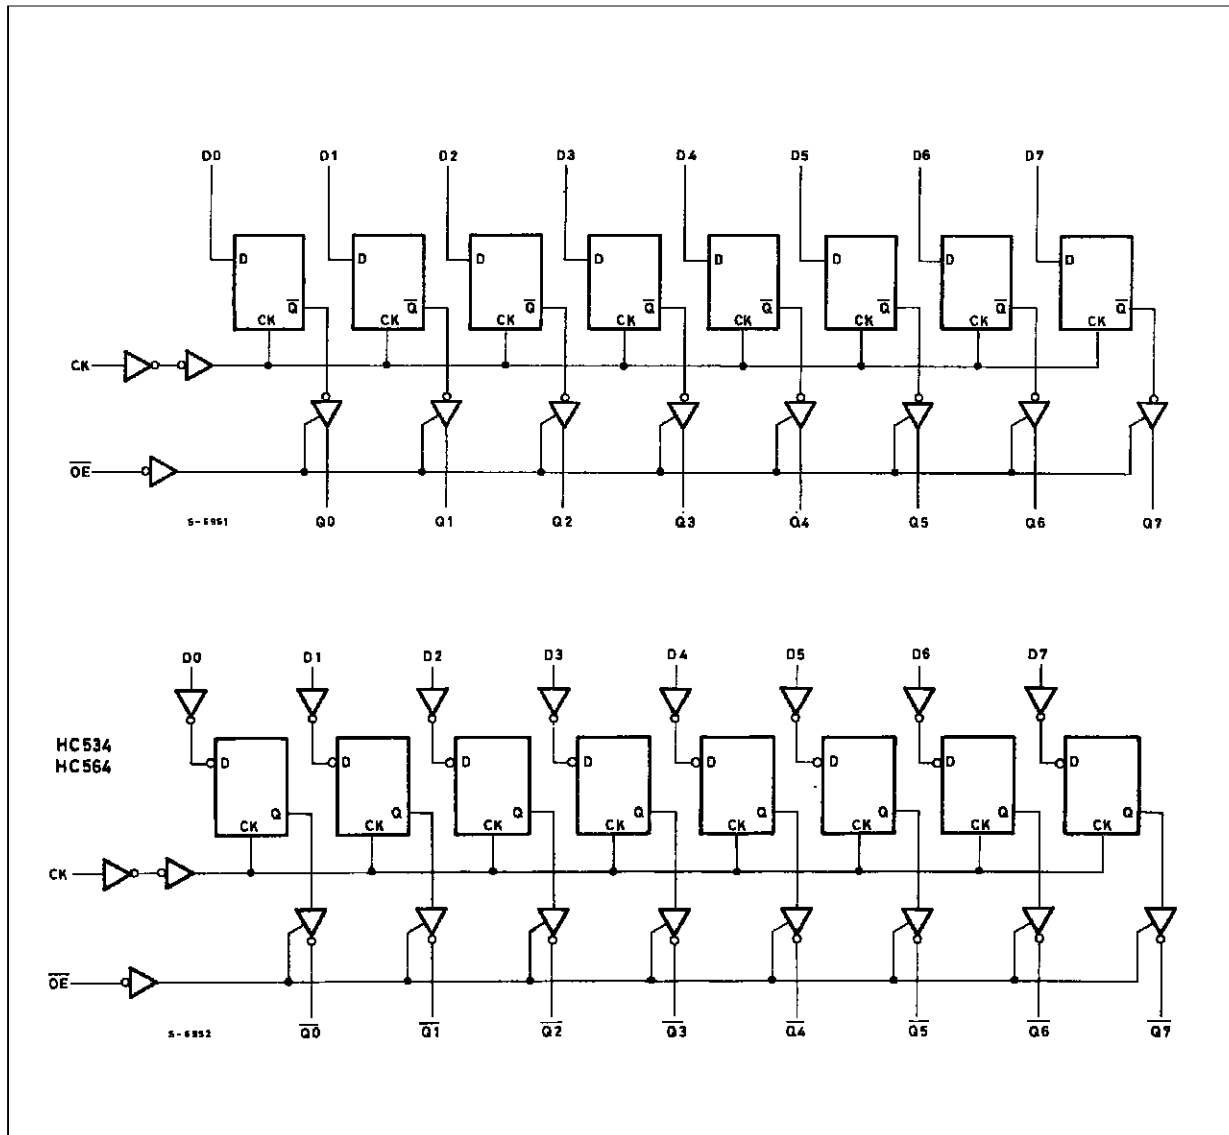 D0 D1 D2 D3 D4 D5 D6 D7
D D D D D D D D
Q̅ Q̅ Q̅ Q̅ Q̅ Q̅ Q̅ Q̅
CK CK CK CK CK CK CK CK
CK
O̅E̅
S-6951
Q0 Q1 Q2 Q3 Q4 Q5 Q6 Q7
D0 D1 D2 D3 D4 D5 D6 D7
HC534
HC564
D D D D D D D D
Q Q Q Q Q Q Q Q
CK CK CK CK CK CK CK CK
CK
O̅E̅
S-6952
Q̅0̅ Q̅1̅ Q̅2̅ Q̅3̅ Q̅4̅ Q̅5̅ Q̅6̅ Q̅7̅